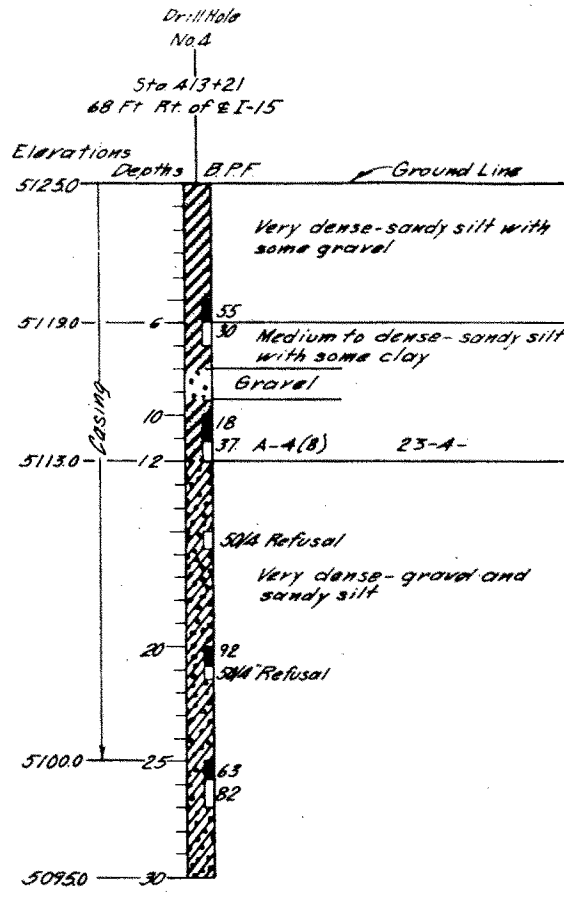 Drill Hole
No. 4
Sta 413+21
68 Ft Rt. of ℄ I-15
Elevations
Depths B.P.F. Ground Line
5125.0
Very dense-sandy silt with
some gravel
55
5119.0 6
30 Medium to dense-sandy silt
with some clay
Gravel
Casing
10 18
37 A-4(8) 23-4-
5113.0 12
50/4 Refusal
Very dense-gravel and
sandy silt
20 92
50/4" Refusal
5100.0 25
63
82
5095.0 30